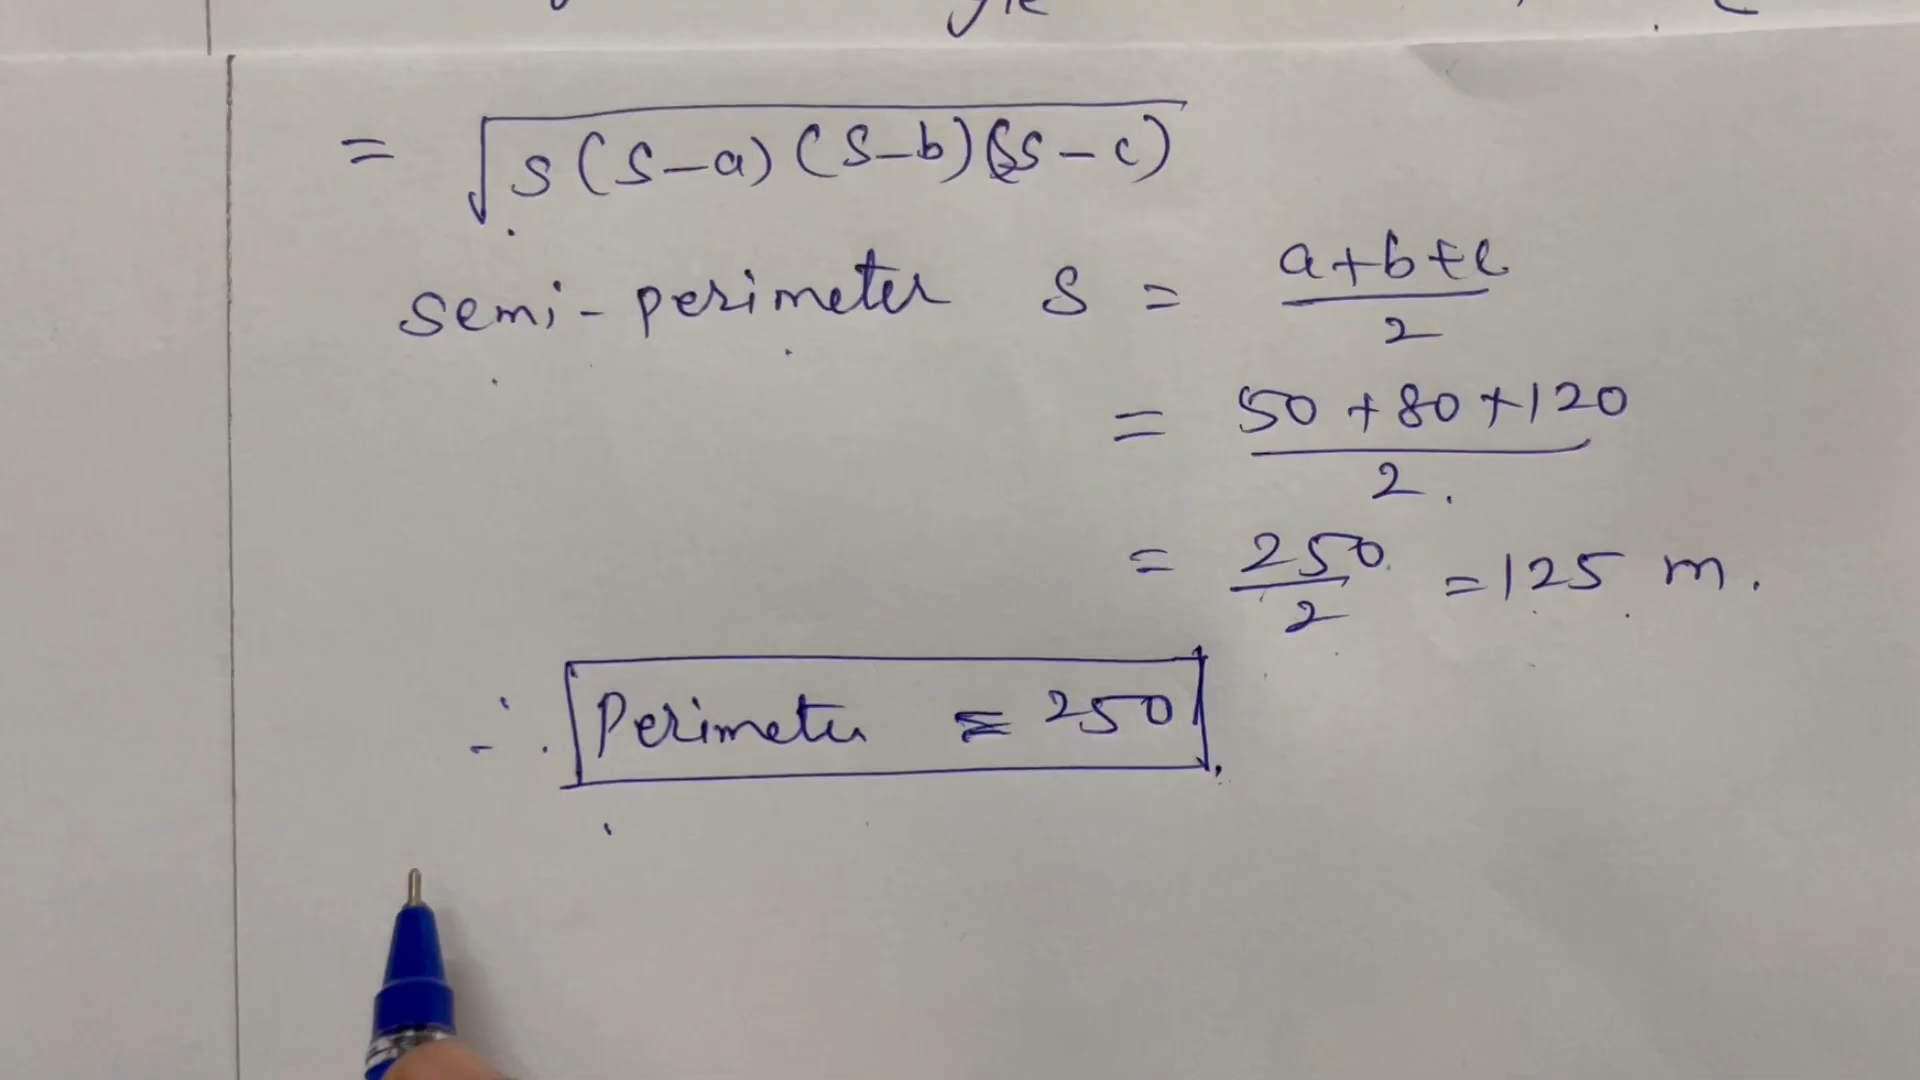 = √s(s-a)(s-b)(s-c)
semi-perimeter s = a+b+c/2
= 50+80+120/2.
= 250/2 = 125 m.
∴ Perimeter = 250